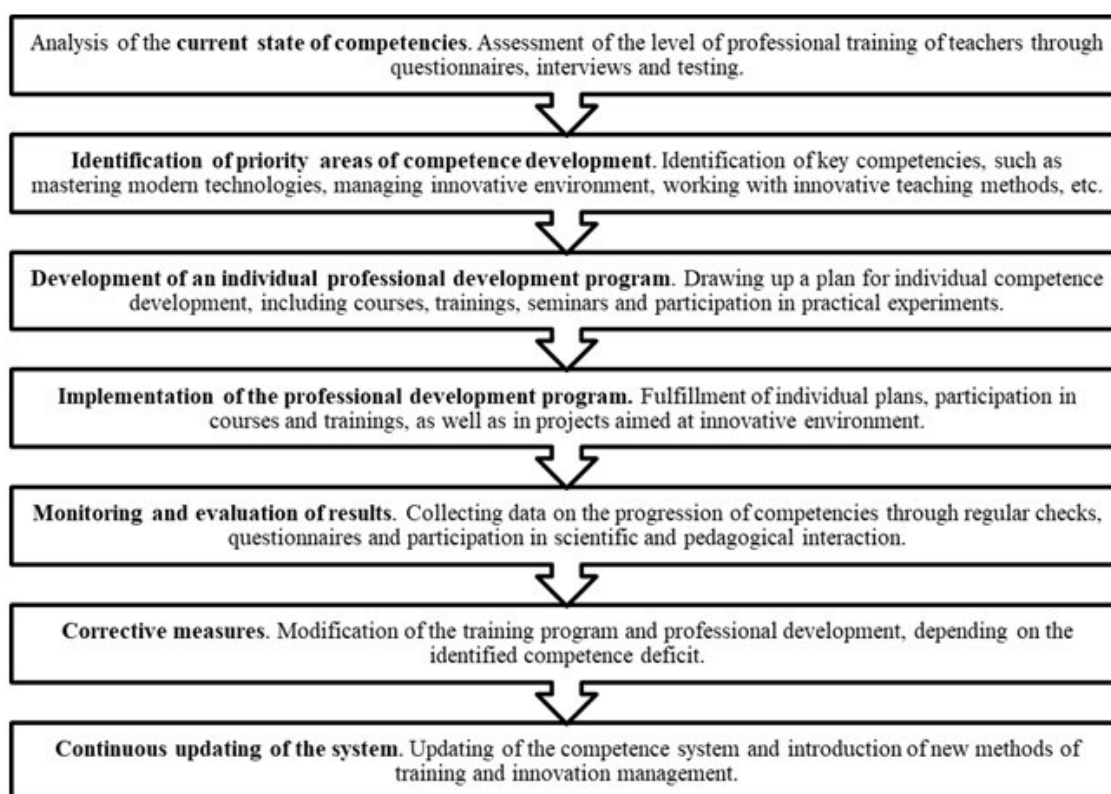 Analysis of the current state of competencies. Assessment of the level of professional training of teachers through
questionnaires, interviews and testing.
Identification of priority areas of competence development. Identification of key competencies, such as
mastering modern technologies, managing innovative environment, working with innovative teaching methods, etc.
Development of an individual professional development program. Drawing up a plan for individual competence
development, including courses, trainings, seminars and participation in practical experiments.
Implementation of the professional development program. Fulfillment of individual plans, participation in
courses and trainings, as well as in projects aimed at innovative environment.
Monitoring and evaluation of results. Collecting data on the progression of competencies through regular checks,
questionnaires and participation in scientific and pedagogical interaction.
Corrective measures. Modification of the training program and professional development, depending on the
identified competence deficit.
Continuous updating of the system. Updating of the competence system and introduction of new methods of
training and innovation management.